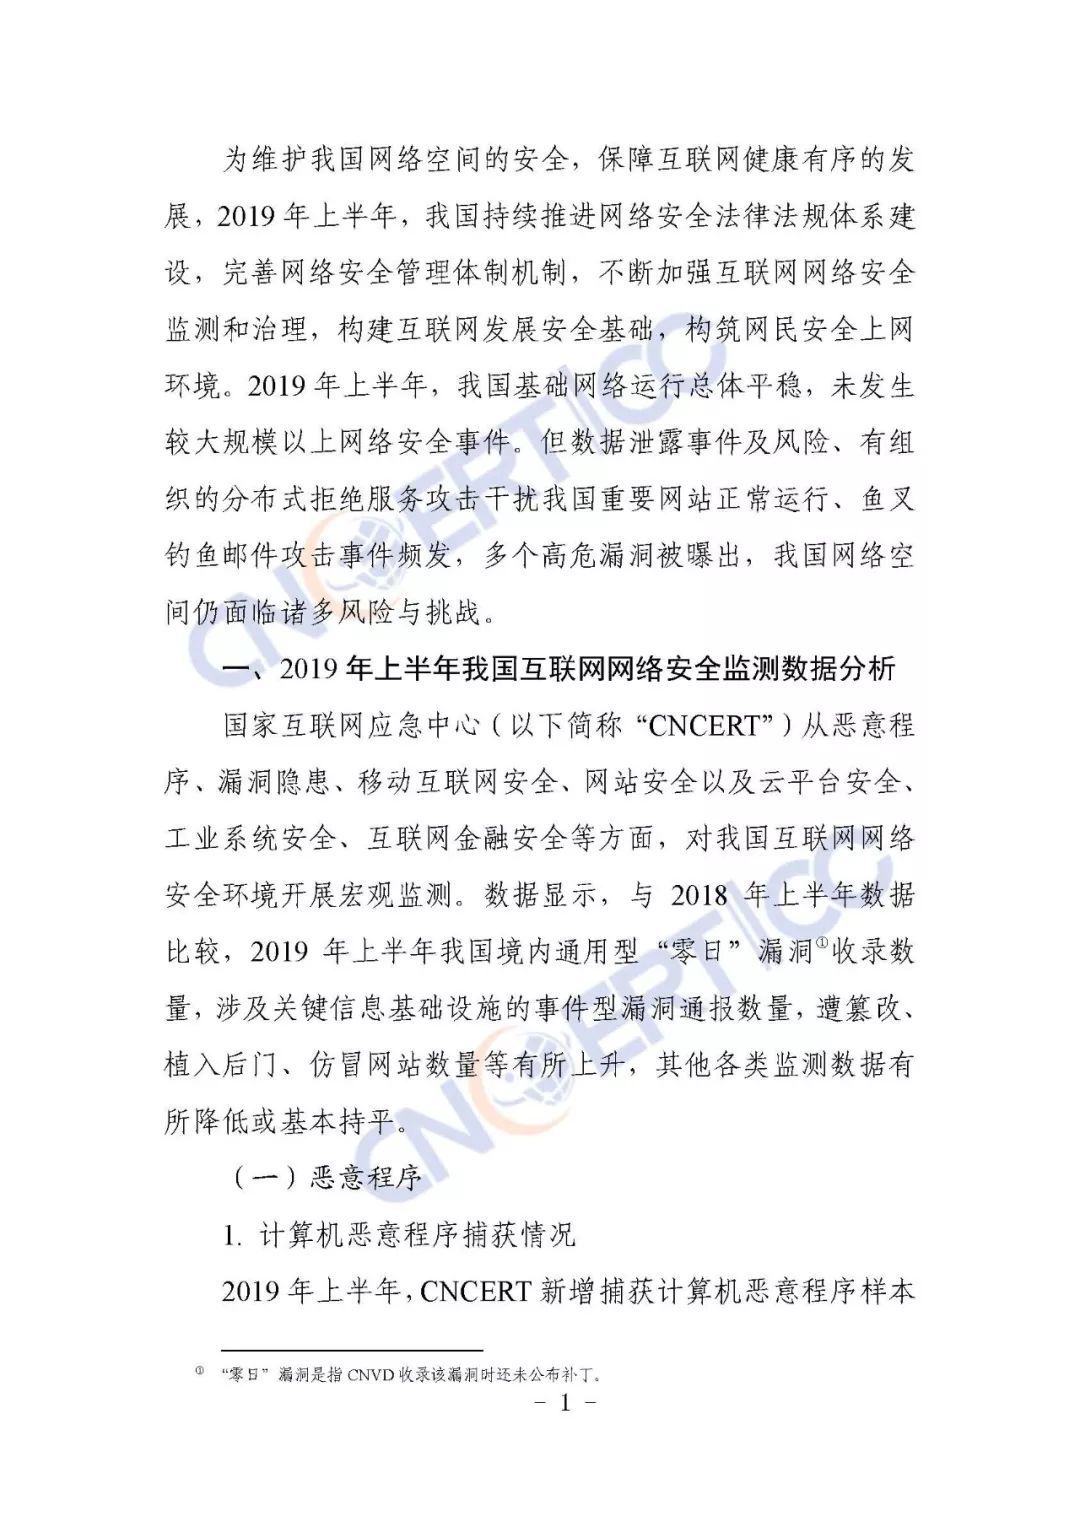 为维护我国网络空间的安全，保障互联网健康有序的发
展，2019 年上半年，我国持续推进网络安全法律法规体系建
设，完善网络安全管理体制机制，不断加强互联网网络安全
监测和治理，构建互联网发展安全基础，构筑网民安全上网
环境。2019 年上半年，我国基础网络运行总体平稳，未发生
较大规模以上网络安全事件。但数据泄露事件及风险、有组
织的分布式拒绝服务攻击干扰我国重要网站正常运行、鱼叉
钓鱼邮件攻击事件频发，多个高危漏洞被曝出，我国网络空
间仍面临诸多风险与挑战。
一、2019 年上半年我国互联网网络安全监测数据分析
国家互联网应急中心（以下简称“CNCERT”）从恶意程
序、漏洞隐患、移动互联网安全、网站安全以及云平台安全、
工业系统安全、互联网金融安全等方面，对我国互联网网络
安全环境开展宏观监测。数据显示，与 2018 年上半年数据
比较，2019 年上半年我国境内通用型“零日”漏洞①收录数
量，涉及关键信息基础设施的事件型漏洞通报数量，遭篡改、
植入后门、仿冒网站数量等有所上升，其他各类监测数据有
所降低或基本持平。
（一）恶意程序
1. 计算机恶意程序捕获情况
2019 年上半年，CNCERT 新增捕获计算机恶意程序样本
① “零日”漏洞是指 CNVD 收录该漏洞时还未公布补丁。
- 1 -
CNCERT/CC
CNCERT/CC